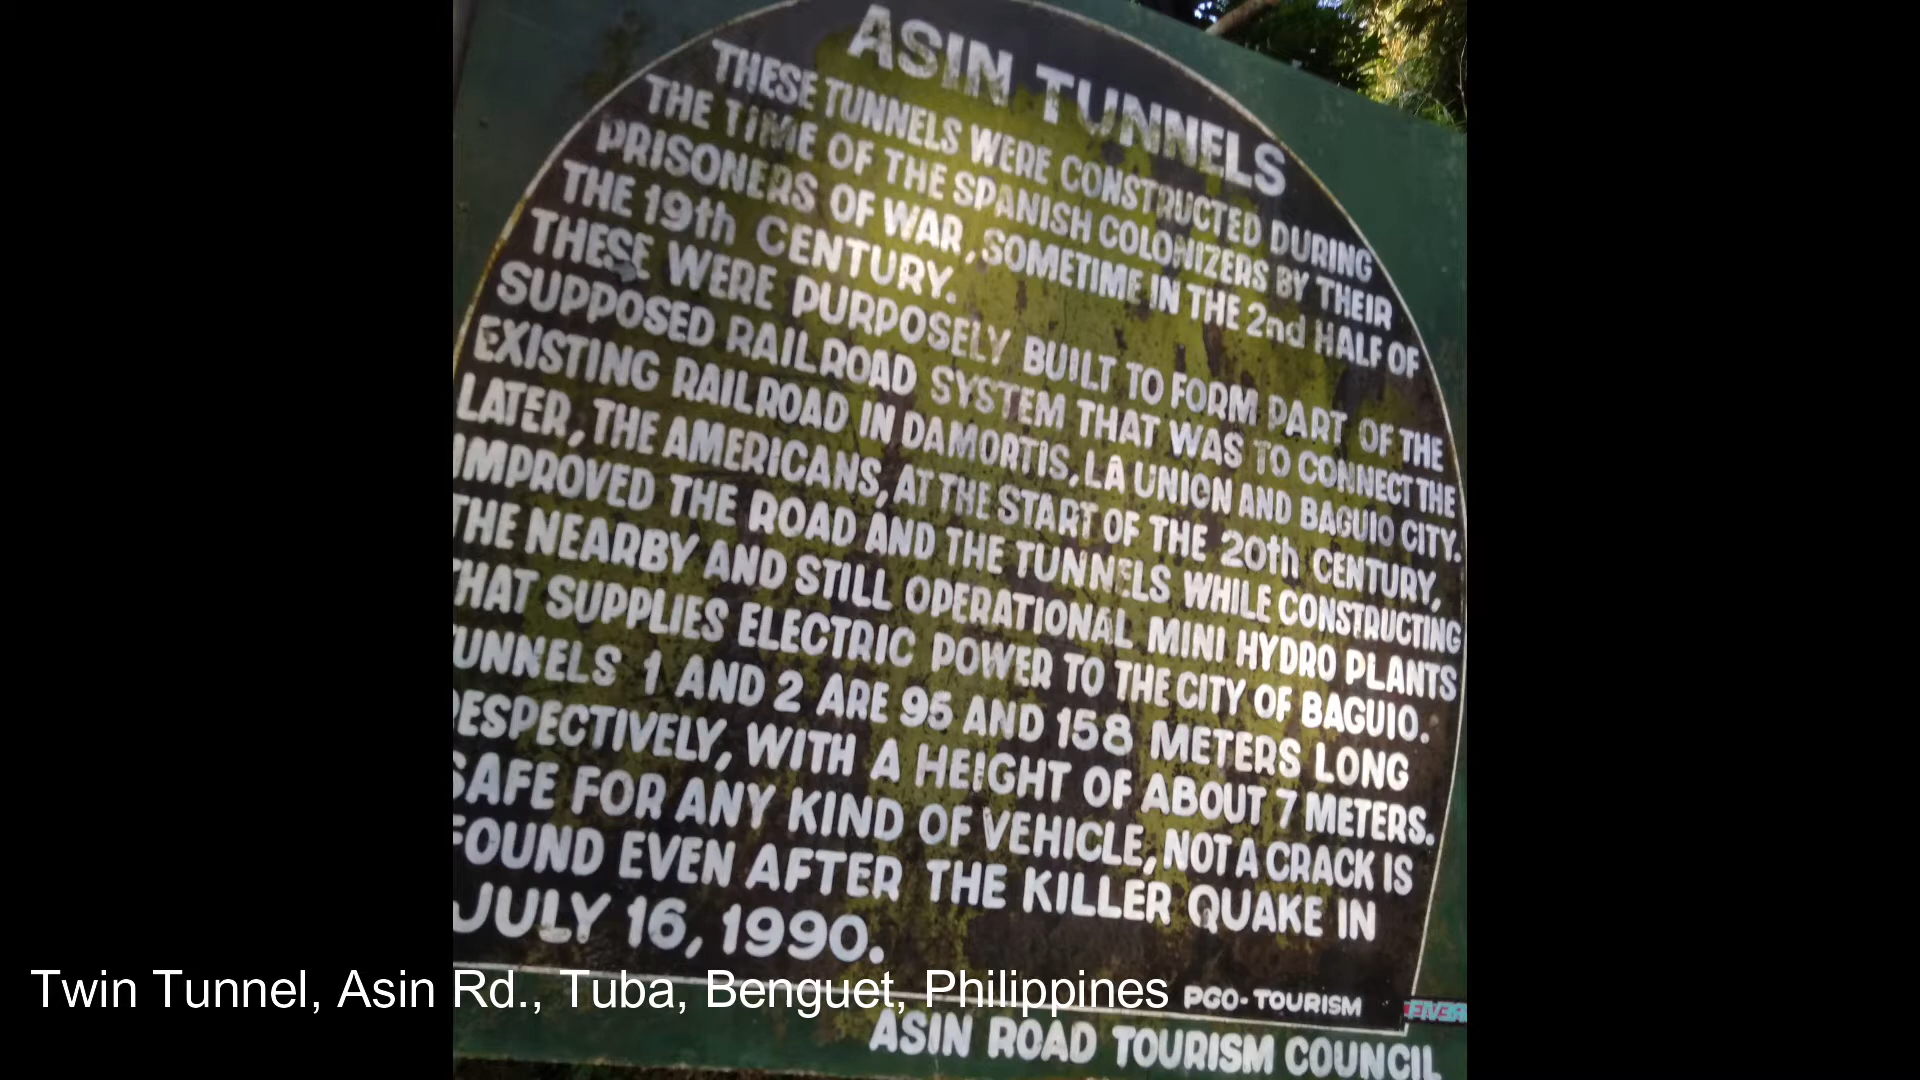 ASIN TUNNELS
THESE TUNNELS WERE CONSTRUCTED DURING
THE TIME OF THE SPANISH COLONIZERS BY THEIR
PRISONERS OF WAR, SOMETIME IN THE 2nd HALF OF
THE 19th CENTURY.
THESE WERE PURPOSELY BUILT TO FORM PART OF THE
SUPPOSED RAILROAD SYSTEM THAT WAS TO CONNECT THE
EXISTING RAILROAD IN DAMORTIS, LA UNION AND BAGUIO CITY.
LATER, THE AMERICANS, AT THE START OF THE 20th CENTURY,
IMPROVED THE ROAD AND THE TUNNELS WHILE CONSTRUCTING
THE NEARBY AND STILL OPERATIONAL MINI HYDRO PLANTS
THAT SUPPLIES ELECTRIC POWER TO THE CITY OF BAGUIO.
TUNNELS 1 AND 2 ARE 95 AND 158 METERS LONG
RESPECTIVELY, WITH A HEIGHT OF ABOUT 7 METERS.
SAFE FOR ANY KIND OF VEHICLE, NOT A CRACK IS
FOUND EVEN AFTER THE KILLER QUAKE IN
JULY 16, 1990.
Twin Tunnel, Asin Rd., Tuba, Benguet, Philippines
PGO-TOURISM
ASIN ROAD TOURISM COUNCIL